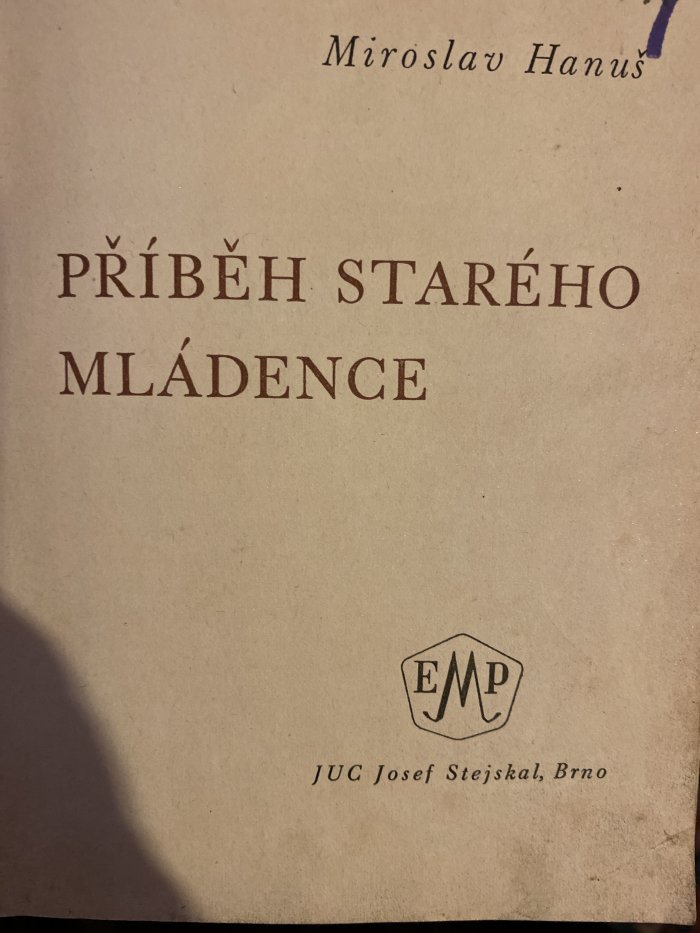 Miroslav Hanuš
PŘÍBĚH STARÉHO
MLÁDENCE
EMP
JUC Josef Stejskal, Brno